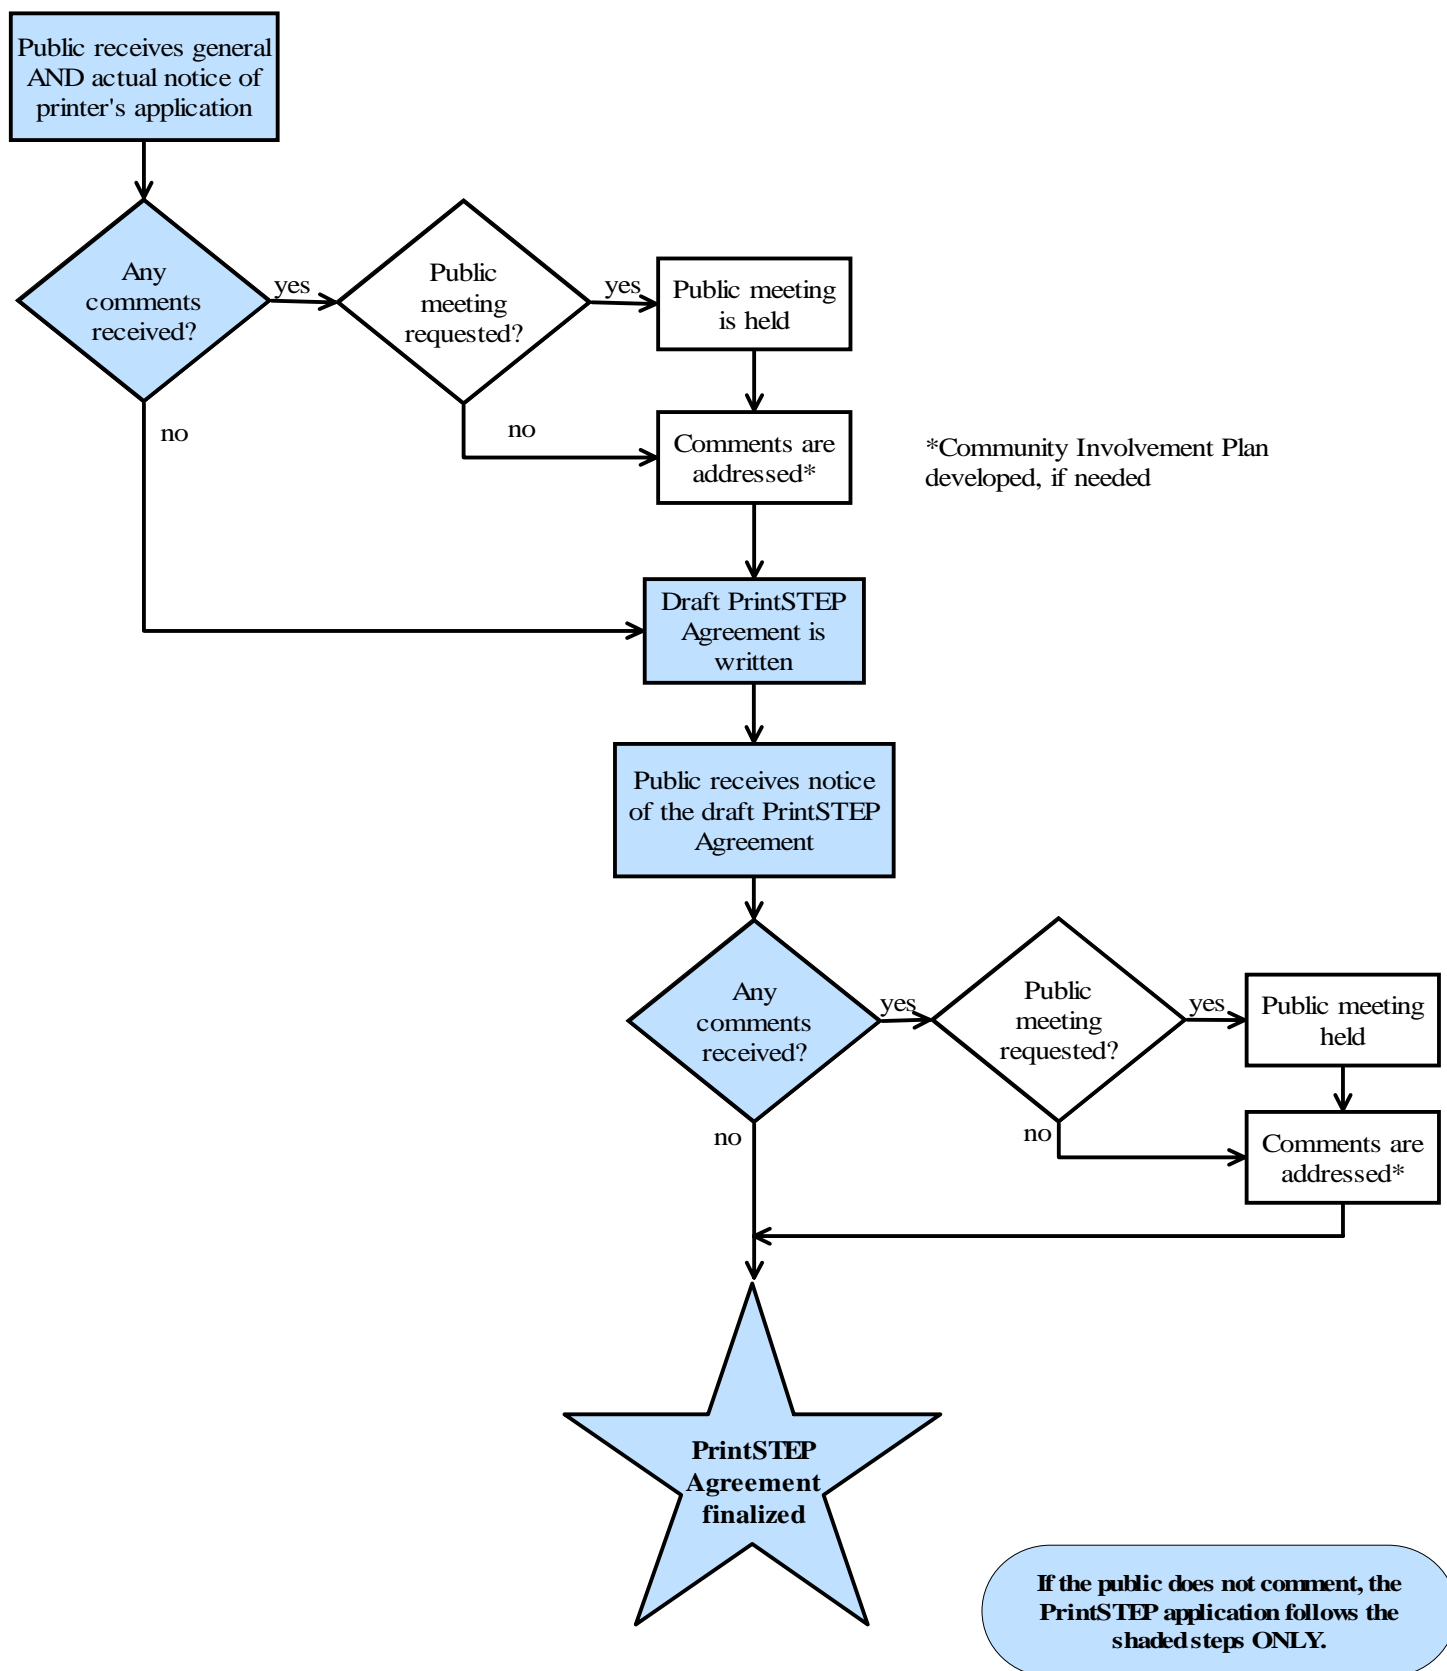 Public receives general
AND actual notice of
printer's application
Any
comments
received?
yes
Public
meeting
requested?
yes
Public meeting
is held
no
no
Comments are
addressed*
*Community Involvement Plan
developed, if needed
Draft PrintSTEP
Agreement is
written
Public receives notice
of the draft PrintSTEP
Agreement
Any
comments
received?
yes
Public
meeting
requested?
yes
Public meeting
held
no
no
Comments are
addressed*
PrintSTEP
Agreement
finalized
If the public does not comment, the
PrintSTEP application follows the
shaded steps ONLY.